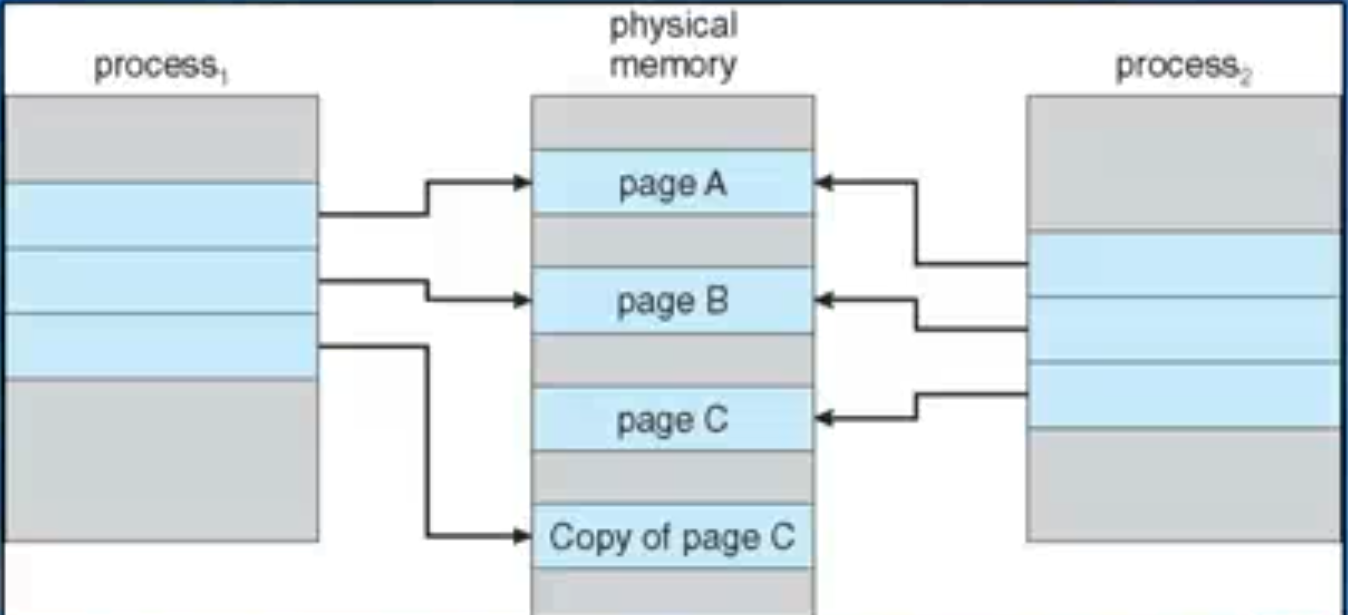 process₁
physical
memory
process₂
page A
page B
page C
Copy of page C